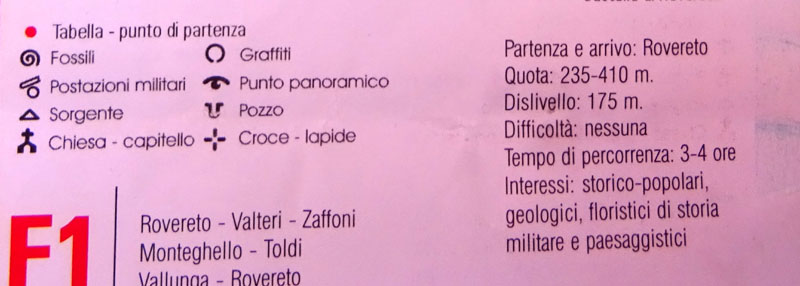 Tabella - punto di partenza
Fossili
Graffiti
Postazioni militari
Punto panoramico
Sorgente
Pozzo
Chiesa - capitello
Croce - lapide
Partenza e arrivo: Rovereto
Quota: 235-410 m.
Dislivello: 175 m.
Difficoltà: nessuna
Tempo di percorrenza: 3-4 ore
Interessi: storico-popolari,
geologici, floristici di storia
militare e paesaggistici
F1
Rovereto - Valteri - Zaffoni
Monteghello - Toldi
Vallunga - Rovereto